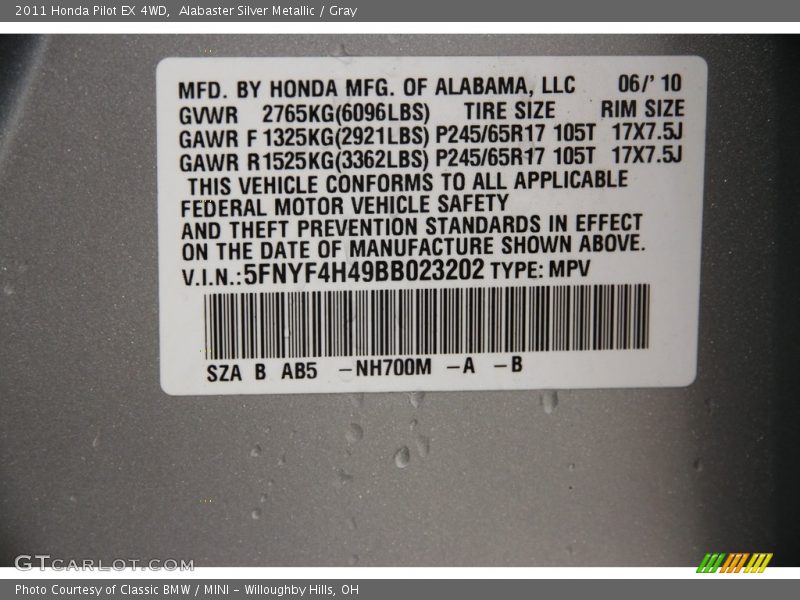 2011 Honda Pilot EX 4WD, Alabaster Silver Metallic / Gray
MFD. BY HONDA MFG. OF ALABAMA, LLC 06/' 10
GVWR 2765KG(6096LBS) TIRE SIZE RIM SIZE
GAWR F 1325KG(2921LBS) P245/65R17 105T 17X7.5J
GAWR R1525KG(3362LBS) P245/65R17 105T 17X7.5J
THIS VEHICLE CONFORMS TO ALL APPLICABLE
FEDERAL MOTOR VEHICLE SAFETY
AND THEFT PREVENTION STANDARDS IN EFFECT
ON THE DATE OF MANUFACTURE SHOWN ABOVE.
V.I.N.:5FNYF4H49BB023202 TYPE: MPV
SZA B AB5 –NH700M –A –B
GTCARLOT.COM
Photo Courtesy of Classic BMW / MINI - Willoughby Hills, OH